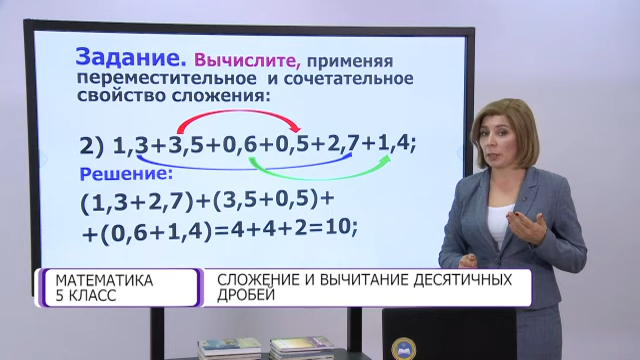 Задание. Вычислите, применяя
переместительное и сочетательное
свойство сложения:
2) 1,3+3,5+0,6+0,5+2,7+1,4;
Решение:
(1,3+2,7)+(3,5+0,5)+
+(0,6+1,4)=4+4+2=10;
МАТЕМАТИКА
5 КЛАСС
СЛОЖЕНИЕ И ВЫЧИТАНИЕ ДЕСЯТИЧНЫХ
ДРОБЕЙ